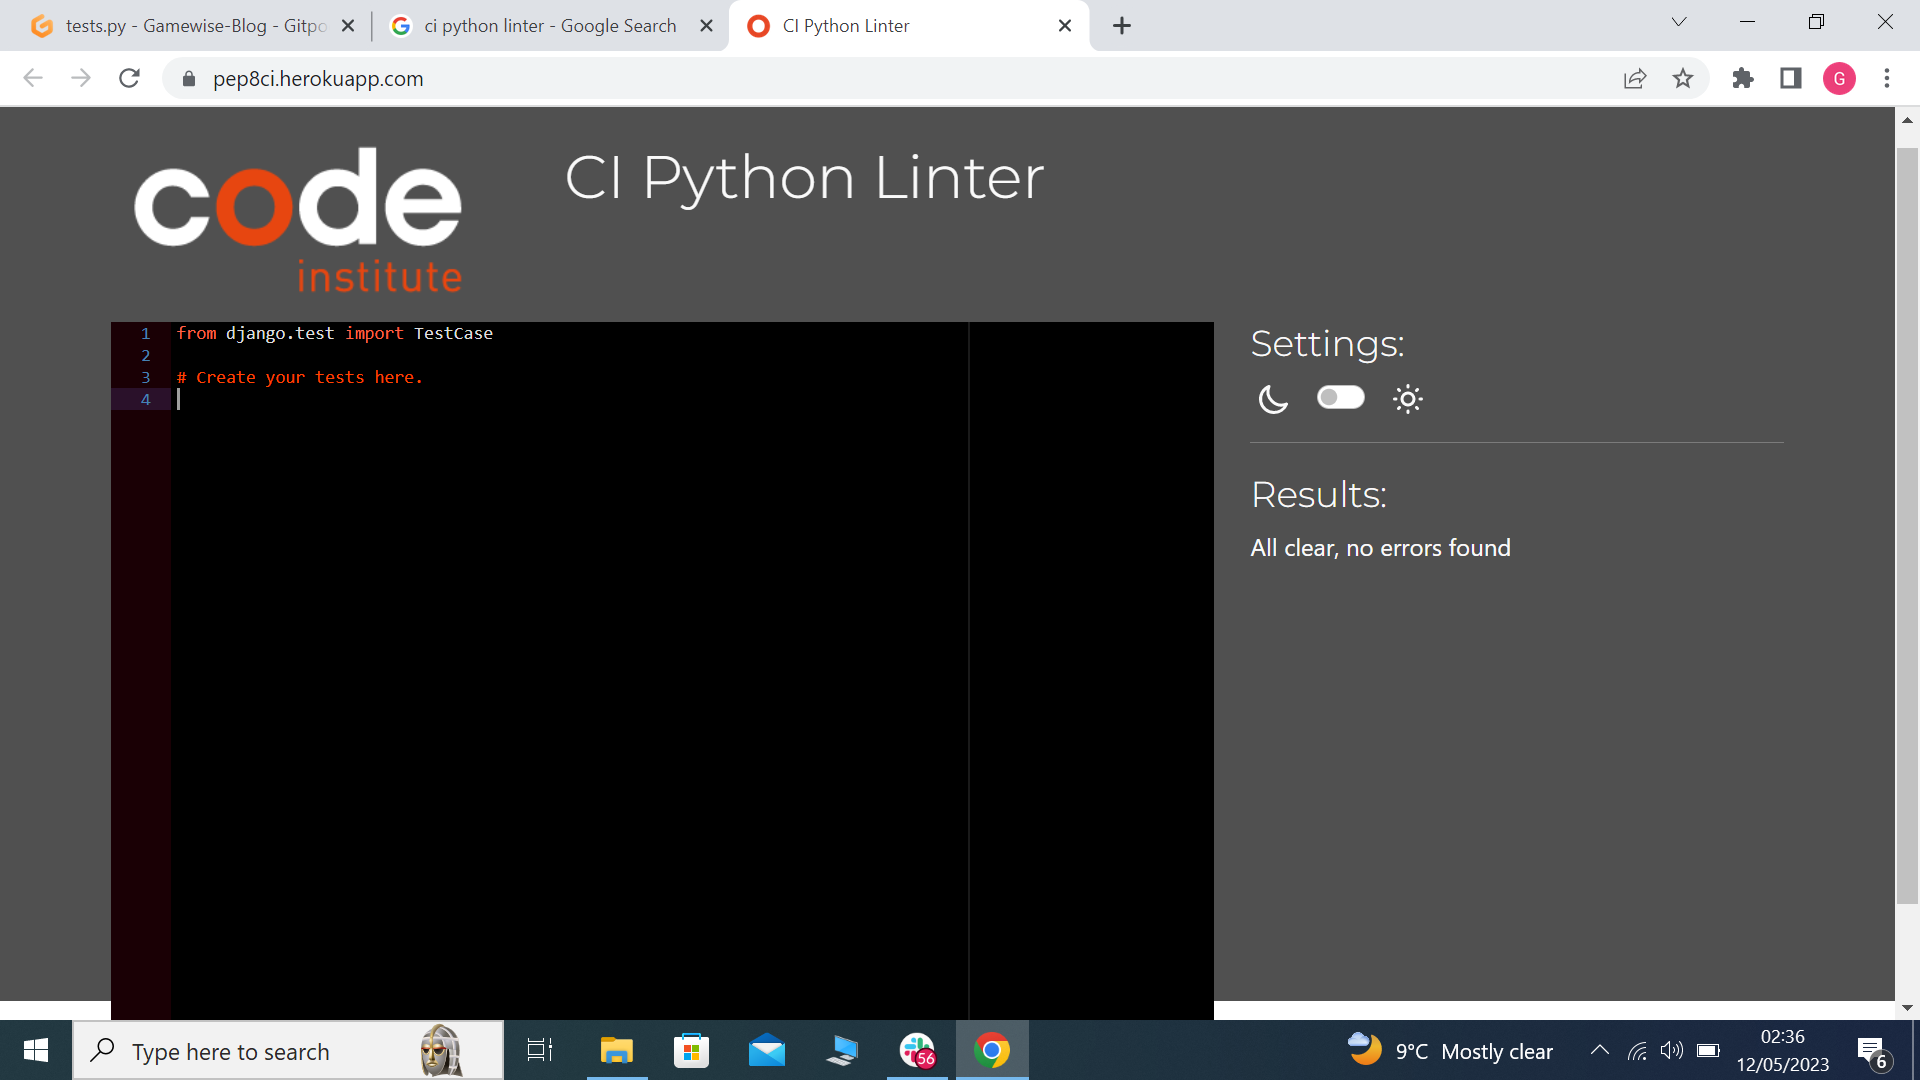 tests.py - Gamewise-Blog - Gitpo
ci python linter - Google Search
CI Python Linter
pep8ci.herokuapp.com
G
code
institute
CI Python Linter
1 from django.test import TestCase
2
3 # Create your tests here.
4
Settings:
Results:
All clear, no errors found
Type here to search
56
9°C Mostly clear
02:36
12/05/2023
6